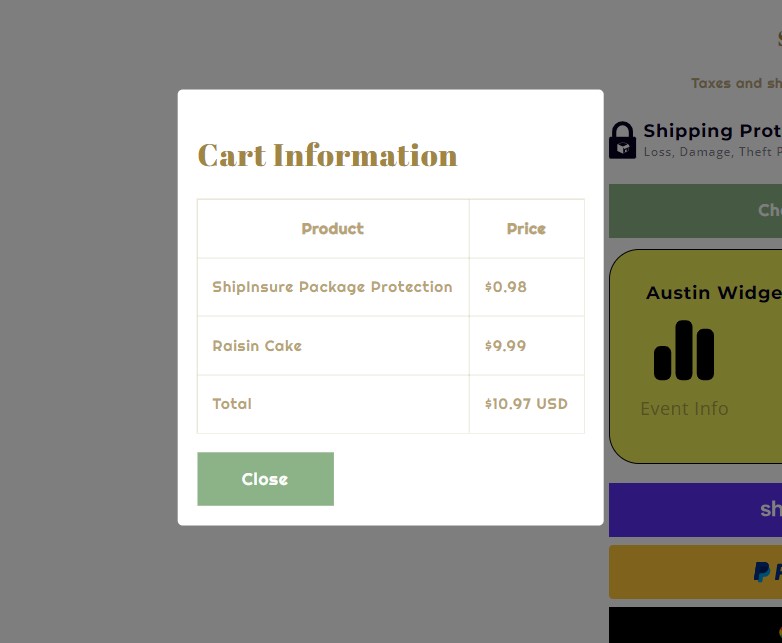 Taxes and sh
Shipping Prot
Loss, Damage, Theft P
Cart Information
Product Price
ShipInsure Package Protection $0.98
Raisin Cake $9.99
Total $10.97 USD
Close
Austin Widge
Event Info
sh